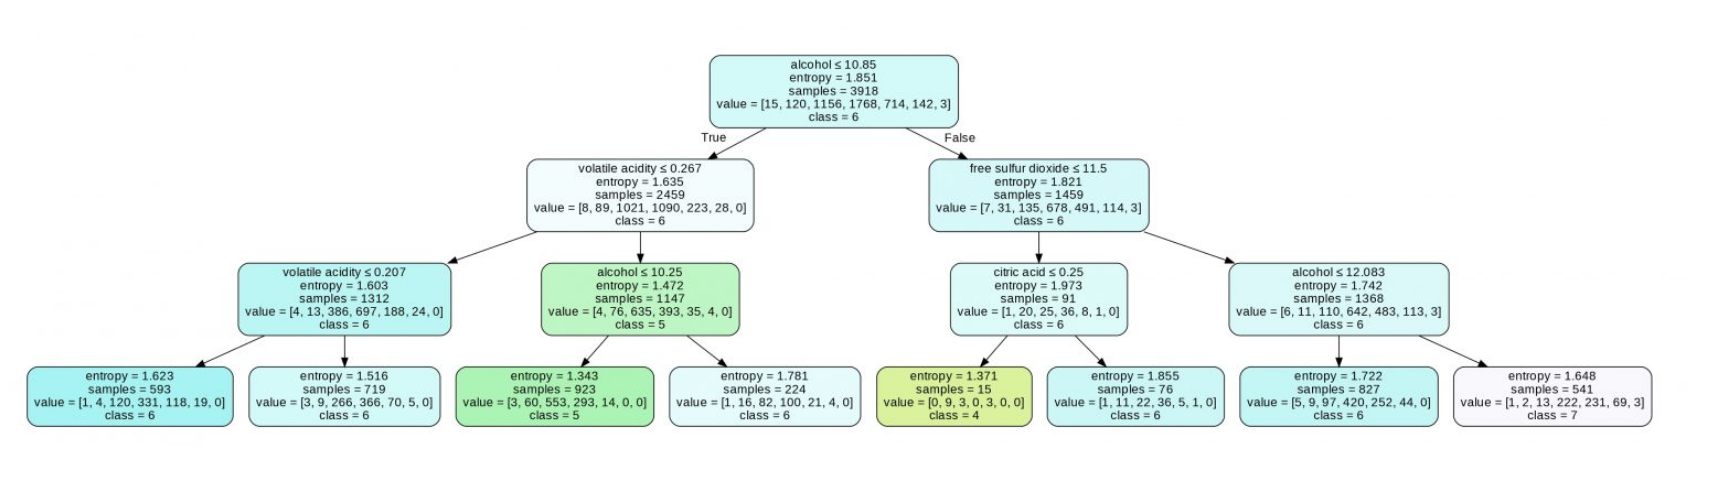 alcohol ≤ 10.85
entropy = 1.851
samples = 3918
value = [15, 120, 1156, 1768, 714, 142, 3]
class = 6
True
False
volatile acidity ≤ 0.267
entropy = 1.635
samples = 2459
value = [8, 89, 1021, 1090, 223, 28, 0]
class = 6
free sulfur dioxide ≤ 11.5
entropy = 1.821
samples = 1459
value = [7, 31, 135, 678, 491, 114, 3]
class = 6
volatile acidity ≤ 0.207
entropy = 1.603
samples = 1312
value = [4, 13, 386, 697, 188, 24, 0]
class = 6
alcohol ≤ 10.25
entropy = 1.472
samples = 1147
value = [4, 76, 635, 393, 35, 4, 0]
class = 5
citric acid ≤ 0.25
entropy = 1.973
samples = 91
value = [1, 20, 25, 36, 8, 1, 0]
class = 6
alcohol ≤ 12.083
entropy = 1.742
samples = 1368
value = [6, 11, 110, 642, 483, 113, 3]
class = 6
entropy = 1.623
samples = 593
value = [1, 4, 120, 331, 118, 19, 0]
class = 6
entropy = 1.516
samples = 719
value = [3, 9, 266, 366, 70, 5, 0]
class = 6
entropy = 1.343
samples = 923
value = [3, 60, 553, 293, 14, 0, 0]
class = 5
entropy = 1.781
samples = 224
value = [1, 16, 82, 100, 21, 4, 0]
class = 6
entropy = 1.371
samples = 15
value = [0, 9, 3, 0, 3, 0, 0]
class = 4
entropy = 1.855
samples = 76
value = [1, 11, 22, 36, 5, 1, 0]
class = 6
entropy = 1.722
samples = 827
value = [5, 9, 97, 420, 252, 44, 0]
class = 6
entropy = 1.648
samples = 541
value = [1, 2, 13, 222, 231, 69, 3]
class = 7